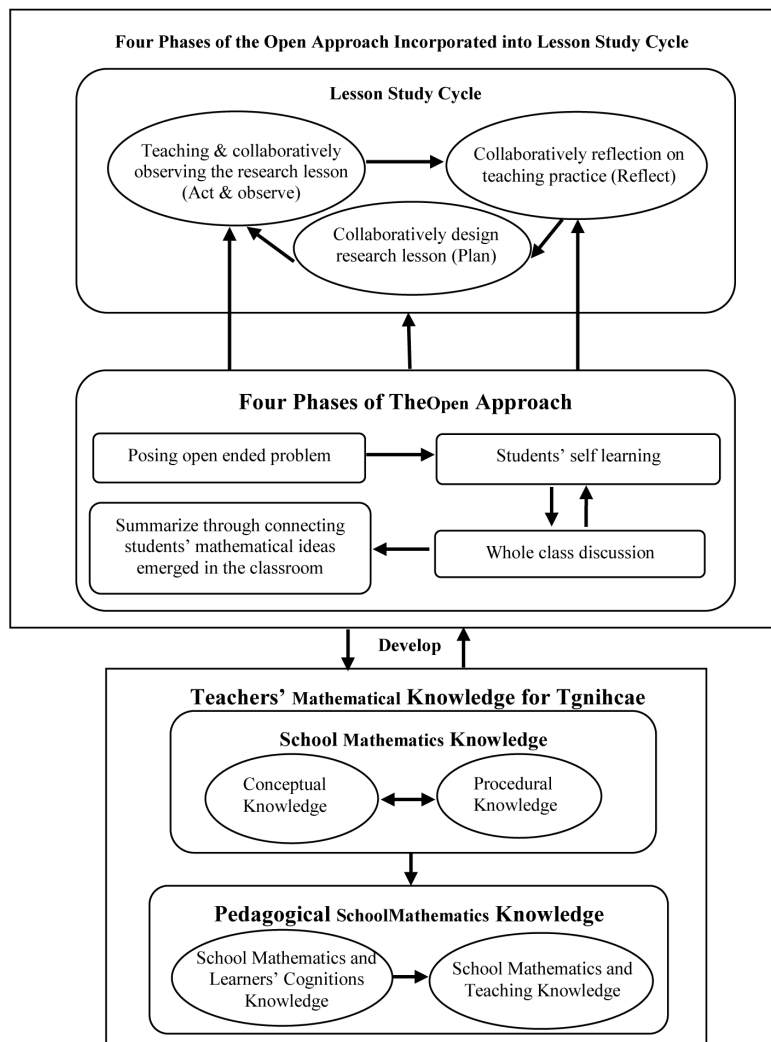 Four Phases of the Open Approach Incorporated into Lesson Study Cycle
Lesson Study Cycle
Teaching & collaboratively
observing the research lesson
(Act & observe)
Collaboratively reflection on
teaching practice (Reflect)
Collaboratively design
research lesson (Plan)
Four Phases of TheOpen Approach
Posing open ended problem
Students’ self learning
Summarize through connecting
students’ mathematical ideas
emerged in the classroom
Whole class discussion
Develop
Teachers’ Mathematical Knowledge for Tgnihcae
School Mathematics Knowledge
Conceptual
Knowledge
Procedural
Knowledge
Pedagogical SchoolMathematics Knowledge
School Mathematics and
Learners’ Cognitions
Knowledge
School Mathematics and
Teaching Knowledge